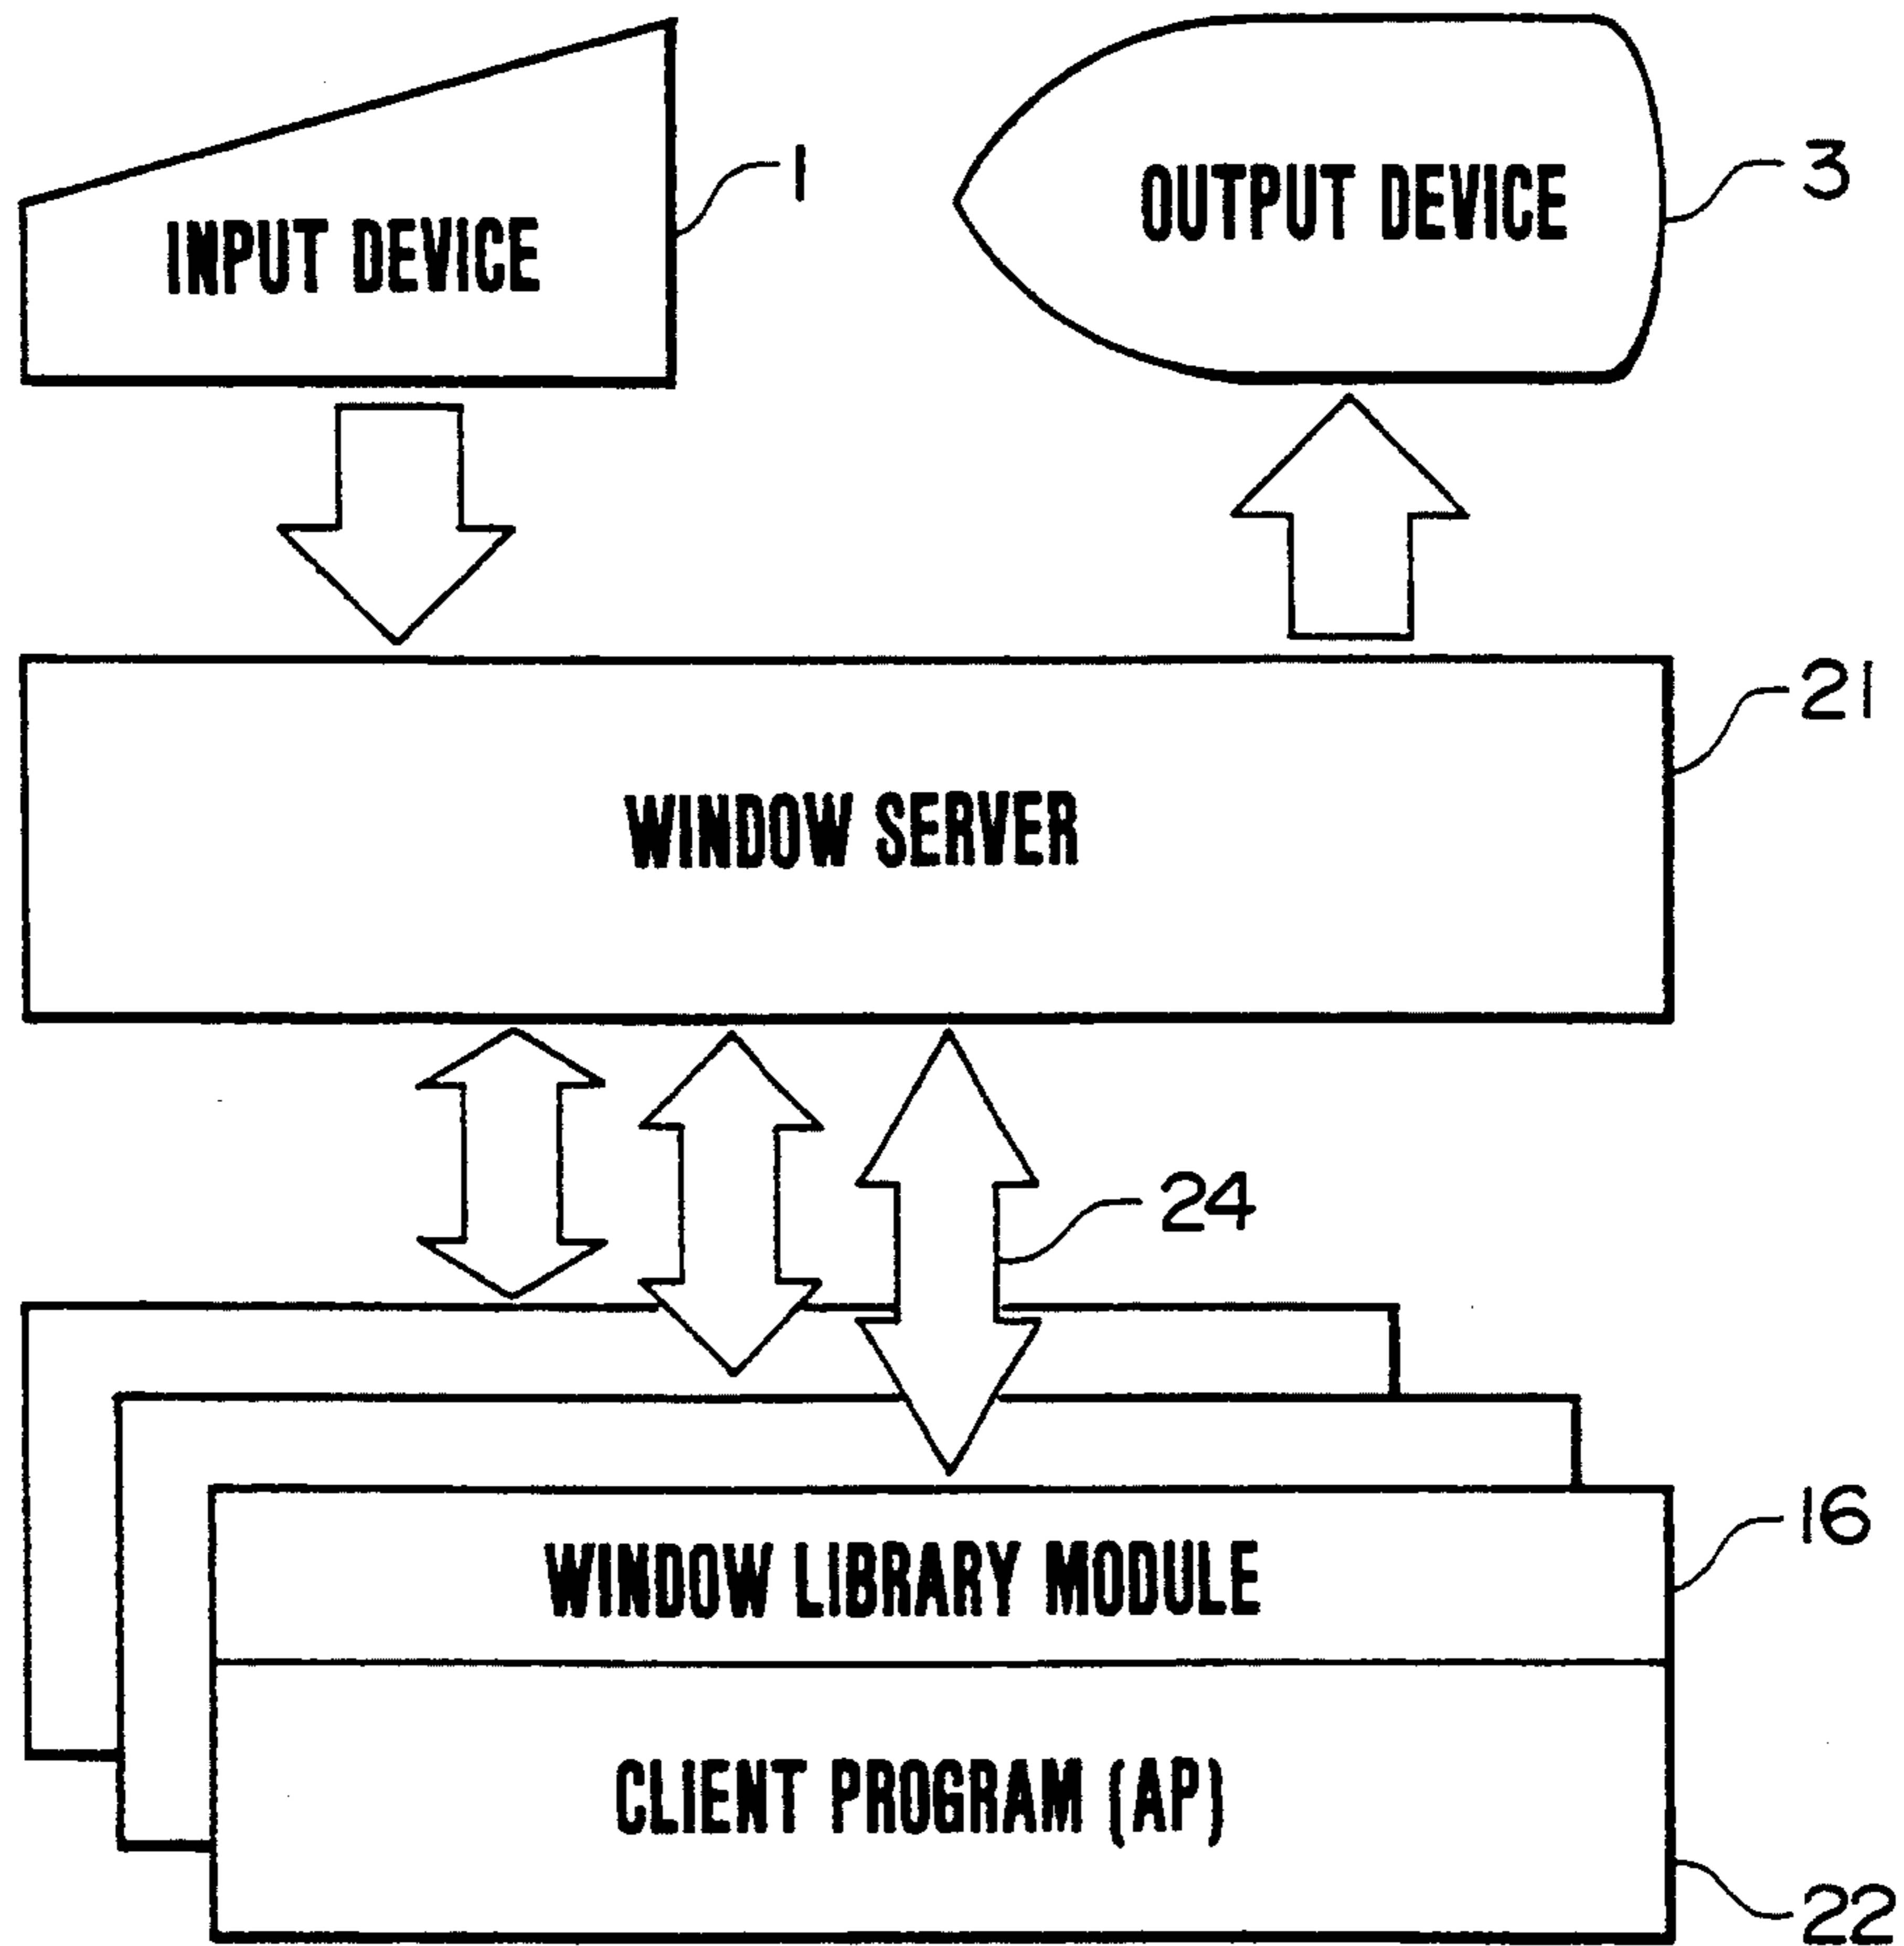 INPUT DEVICE
1
OUTPUT DEVICE
3
WINDOW SERVER
21
24
WINDOW LIBRARY MODULE
16
CLIENT PROGRAM (AP)
22